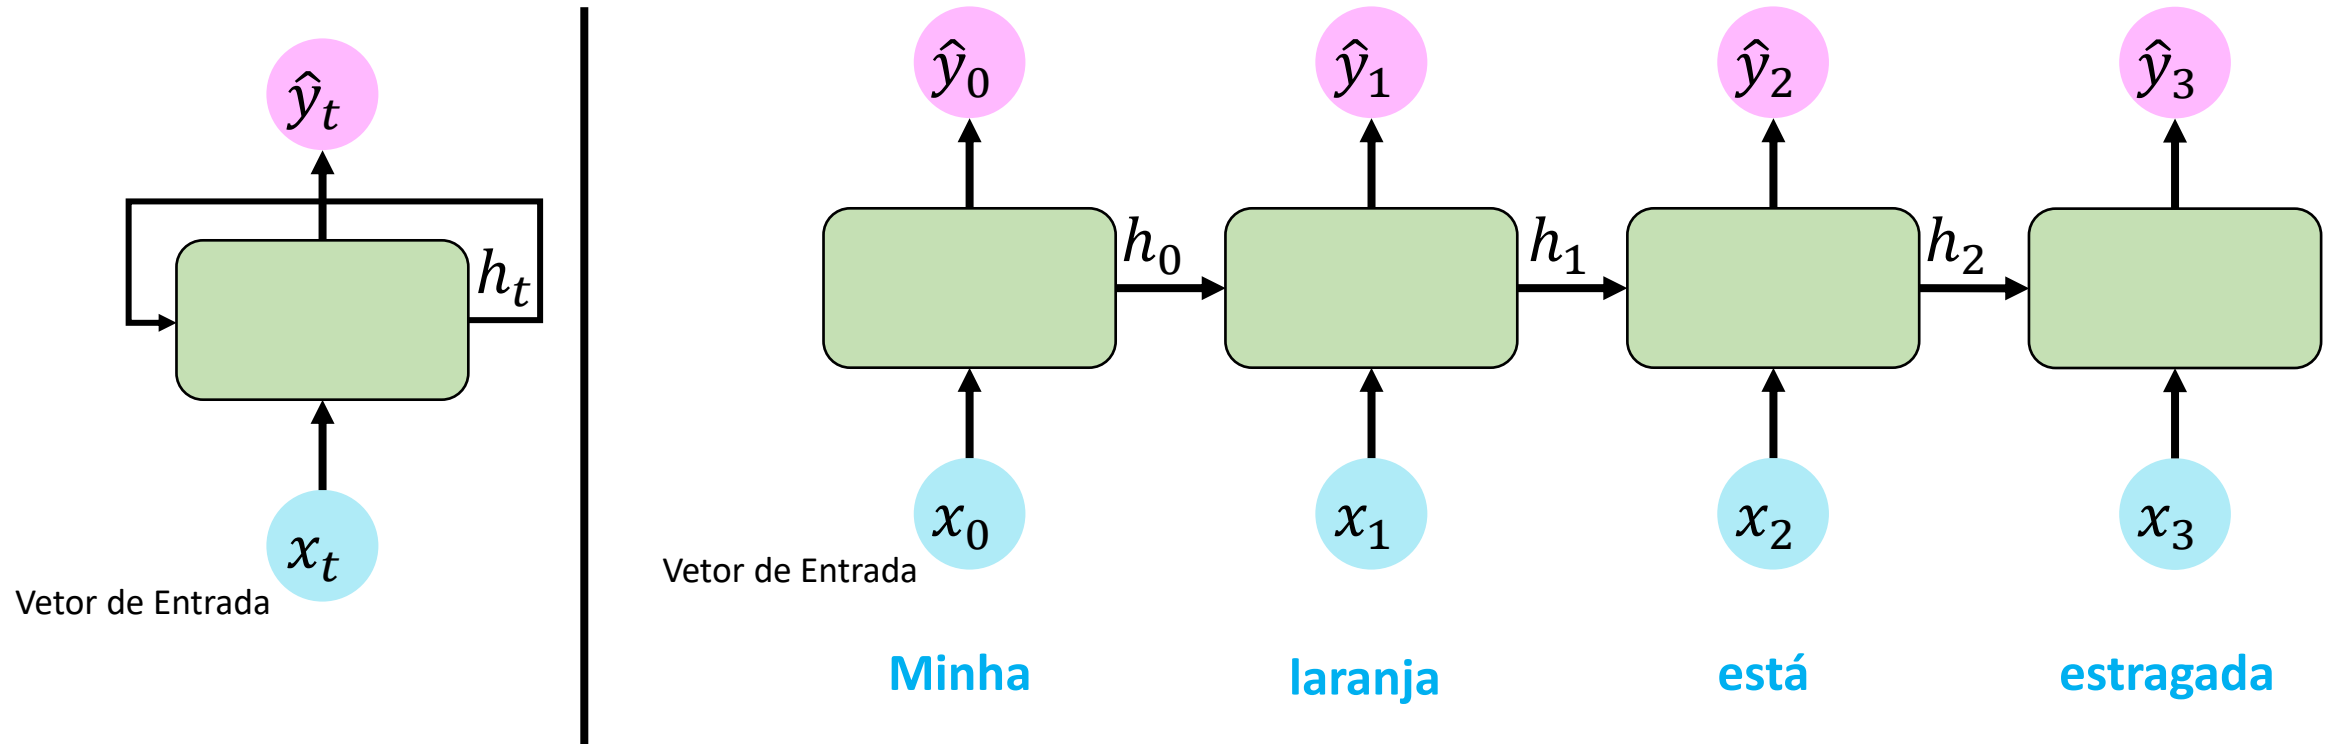 ŷₜ
hₜ
xₜ
Vetor de Entrada
ŷ₀ ŷ₁ ŷ₂ ŷ₃
h₀ h₁ h₂
x₀ x₁ x₂ x₃
Vetor de Entrada
Minha laranja está estragada